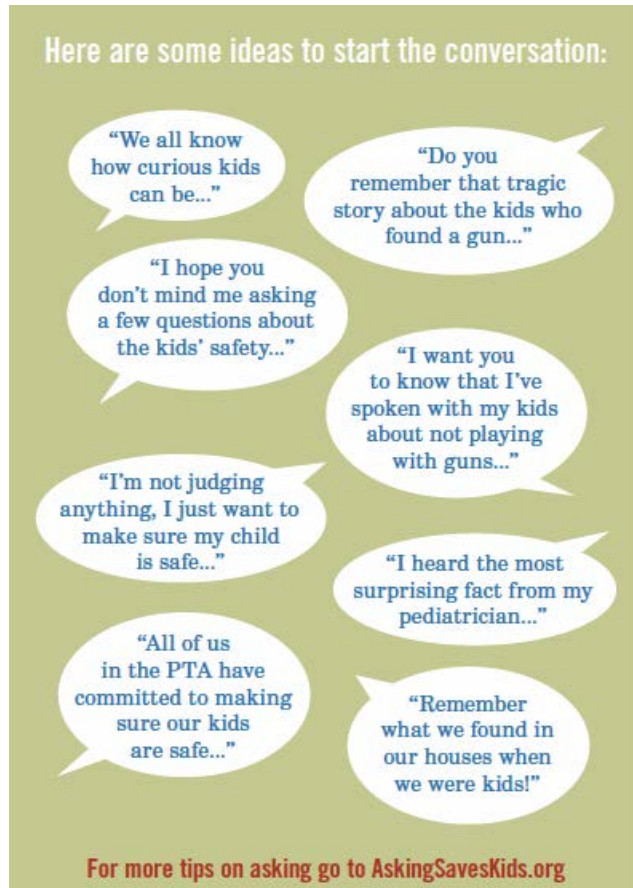 Here are some ideas to start the conversation:
“We all know
how curious kids
can be...”
“Do you
remember that tragic
story about the kids who
found a gun...”
“I hope you
don’t mind me asking
a few questions about
the kids’ safety...”
“I want you
to know that I’ve
spoken with my kids
about not playing
with guns...”
“I’m not judging
anything, I just want to
make sure my child
is safe...”
“I heard the most
surprising fact from my
pediatrician...”
“All of us
in the PTA have
committed to making
sure our kids
are safe...”
“Remember
what we found in
our houses when
we were kids!”
For more tips on asking go to AskingSavesKids.org